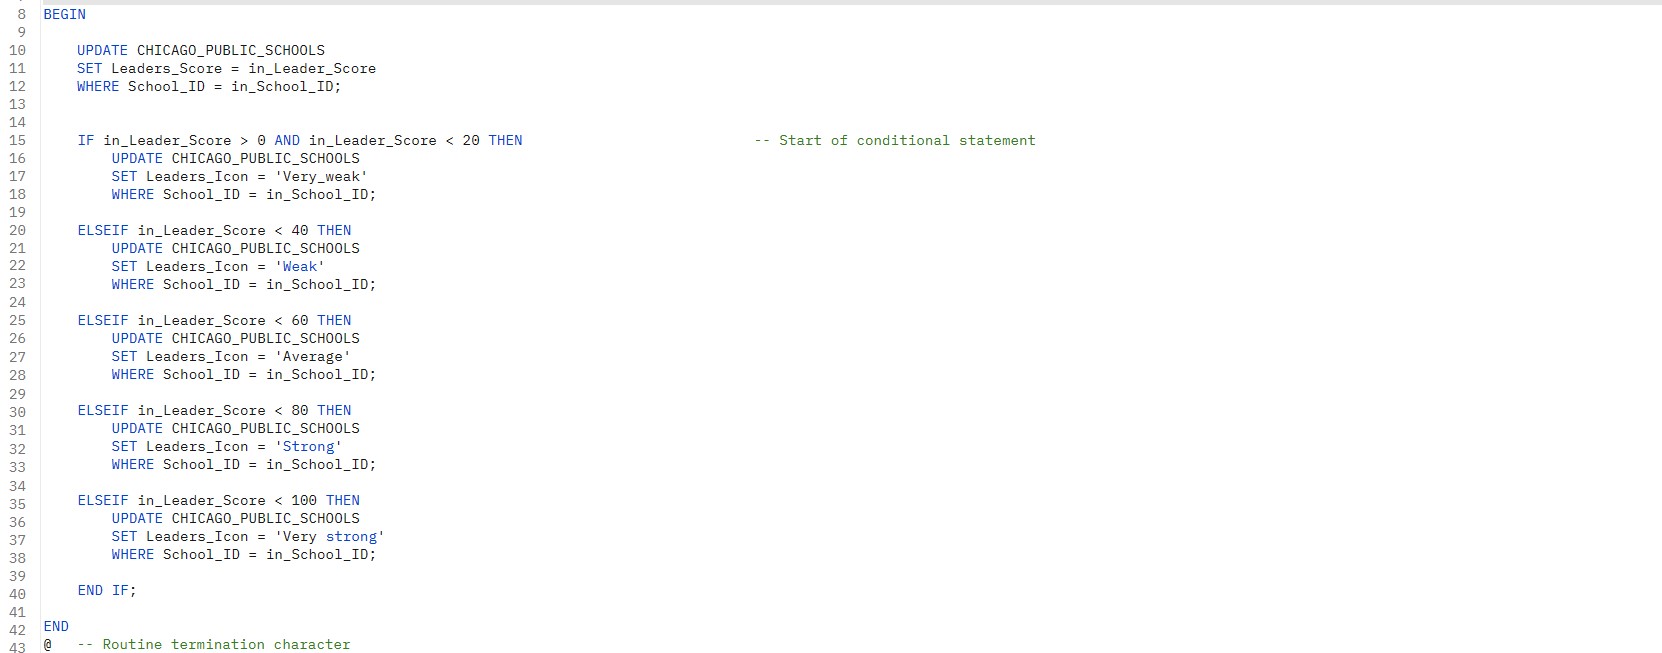 8 BEGIN
9
10 UPDATE CHICAGO_PUBLIC_SCHOOLS
11 SET Leaders_Score = in_Leader_Score
12 WHERE School_ID = in_School_ID;
13
14
15 IF in_Leader_Score > 0 AND in_Leader_Score < 20 THEN -- Start of conditional statement
16 UPDATE CHICAGO_PUBLIC_SCHOOLS
17 SET Leaders_Icon = 'Very_weak'
18 WHERE School_ID = in_School_ID;
19
20 ELSEIF in_Leader_Score < 40 THEN
21 UPDATE CHICAGO_PUBLIC_SCHOOLS
22 SET Leaders_Icon = 'Weak'
23 WHERE School_ID = in_School_ID;
24
25 ELSEIF in_Leader_Score < 60 THEN
26 UPDATE CHICAGO_PUBLIC_SCHOOLS
27 SET Leaders_Icon = 'Average'
28 WHERE School_ID = in_School_ID;
29
30 ELSEIF in_Leader_Score < 80 THEN
31 UPDATE CHICAGO_PUBLIC_SCHOOLS
32 SET Leaders_Icon = 'Strong'
33 WHERE School_ID = in_School_ID;
34
35 ELSEIF in_Leader_Score < 100 THEN
36 UPDATE CHICAGO_PUBLIC_SCHOOLS
37 SET Leaders_Icon = 'Very strong'
38 WHERE School_ID = in_School_ID;
39
40 END IF;
41
42 END
43 @ -- Routine termination character